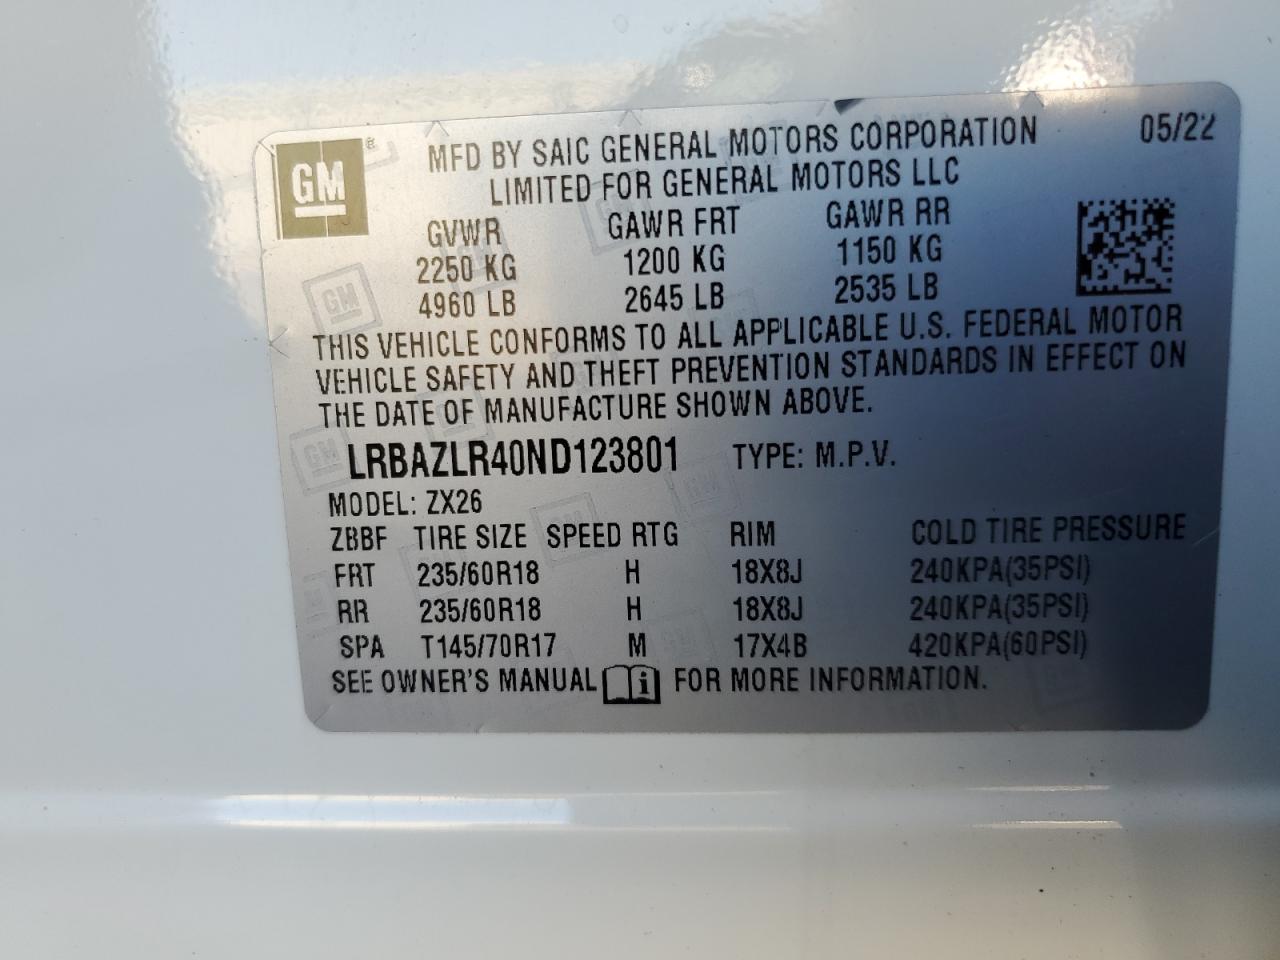 GM ® MFD BY SAIC GENERAL MOTORS CORPORATION 05/22
LIMITED FOR GENERAL MOTORS LLC
GVWR GAWR FRT GAWR RR
2250 KG 1200 KG 1150 KG
4960 LB 2645 LB 2535 LB
THIS VEHICLE CONFORMS TO ALL APPLICABLE U.S. FEDERAL MOTOR
VEHICLE SAFETY AND THEFT PREVENTION STANDARDS IN EFFECT ON
THE DATE OF MANUFACTURE SHOWN ABOVE.
LRBAZLR40ND123801 TYPE: M.P.V.
MODEL: ZX26
ZBBF TIRE SIZE SPEED RTG RIM COLD TIRE PRESSURE
FRT 235/60R18 H 18X8J 240KPA(35PSI)
RR 235/60R18 H 18X8J 240KPA(35PSI)
SPA T145/70R17 M 17X4B 420KPA(60PSI)
SEE OWNER'S MANUAL i FOR MORE INFORMATION.